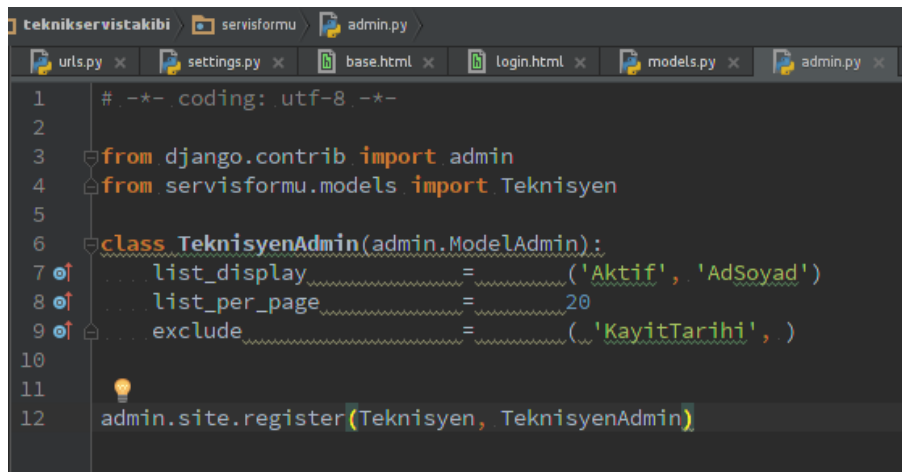 teknikservistakibi servisformu admin.py
urls.py settings.py base.html login.html models.py admin.py
1 # -*- coding: utf-8 -*-
2
3 from django.contrib import admin
4 from servisformu.models import Teknisyen
5
6 class TeknisyenAdmin(admin.ModelAdmin):
7 list_display = ('Aktif', 'AdSoyad')
8 list_per_page = 20
9 exclude = ( 'KayitTarihi', )
10
11
12 admin.site.register(Teknisyen, TeknisyenAdmin)